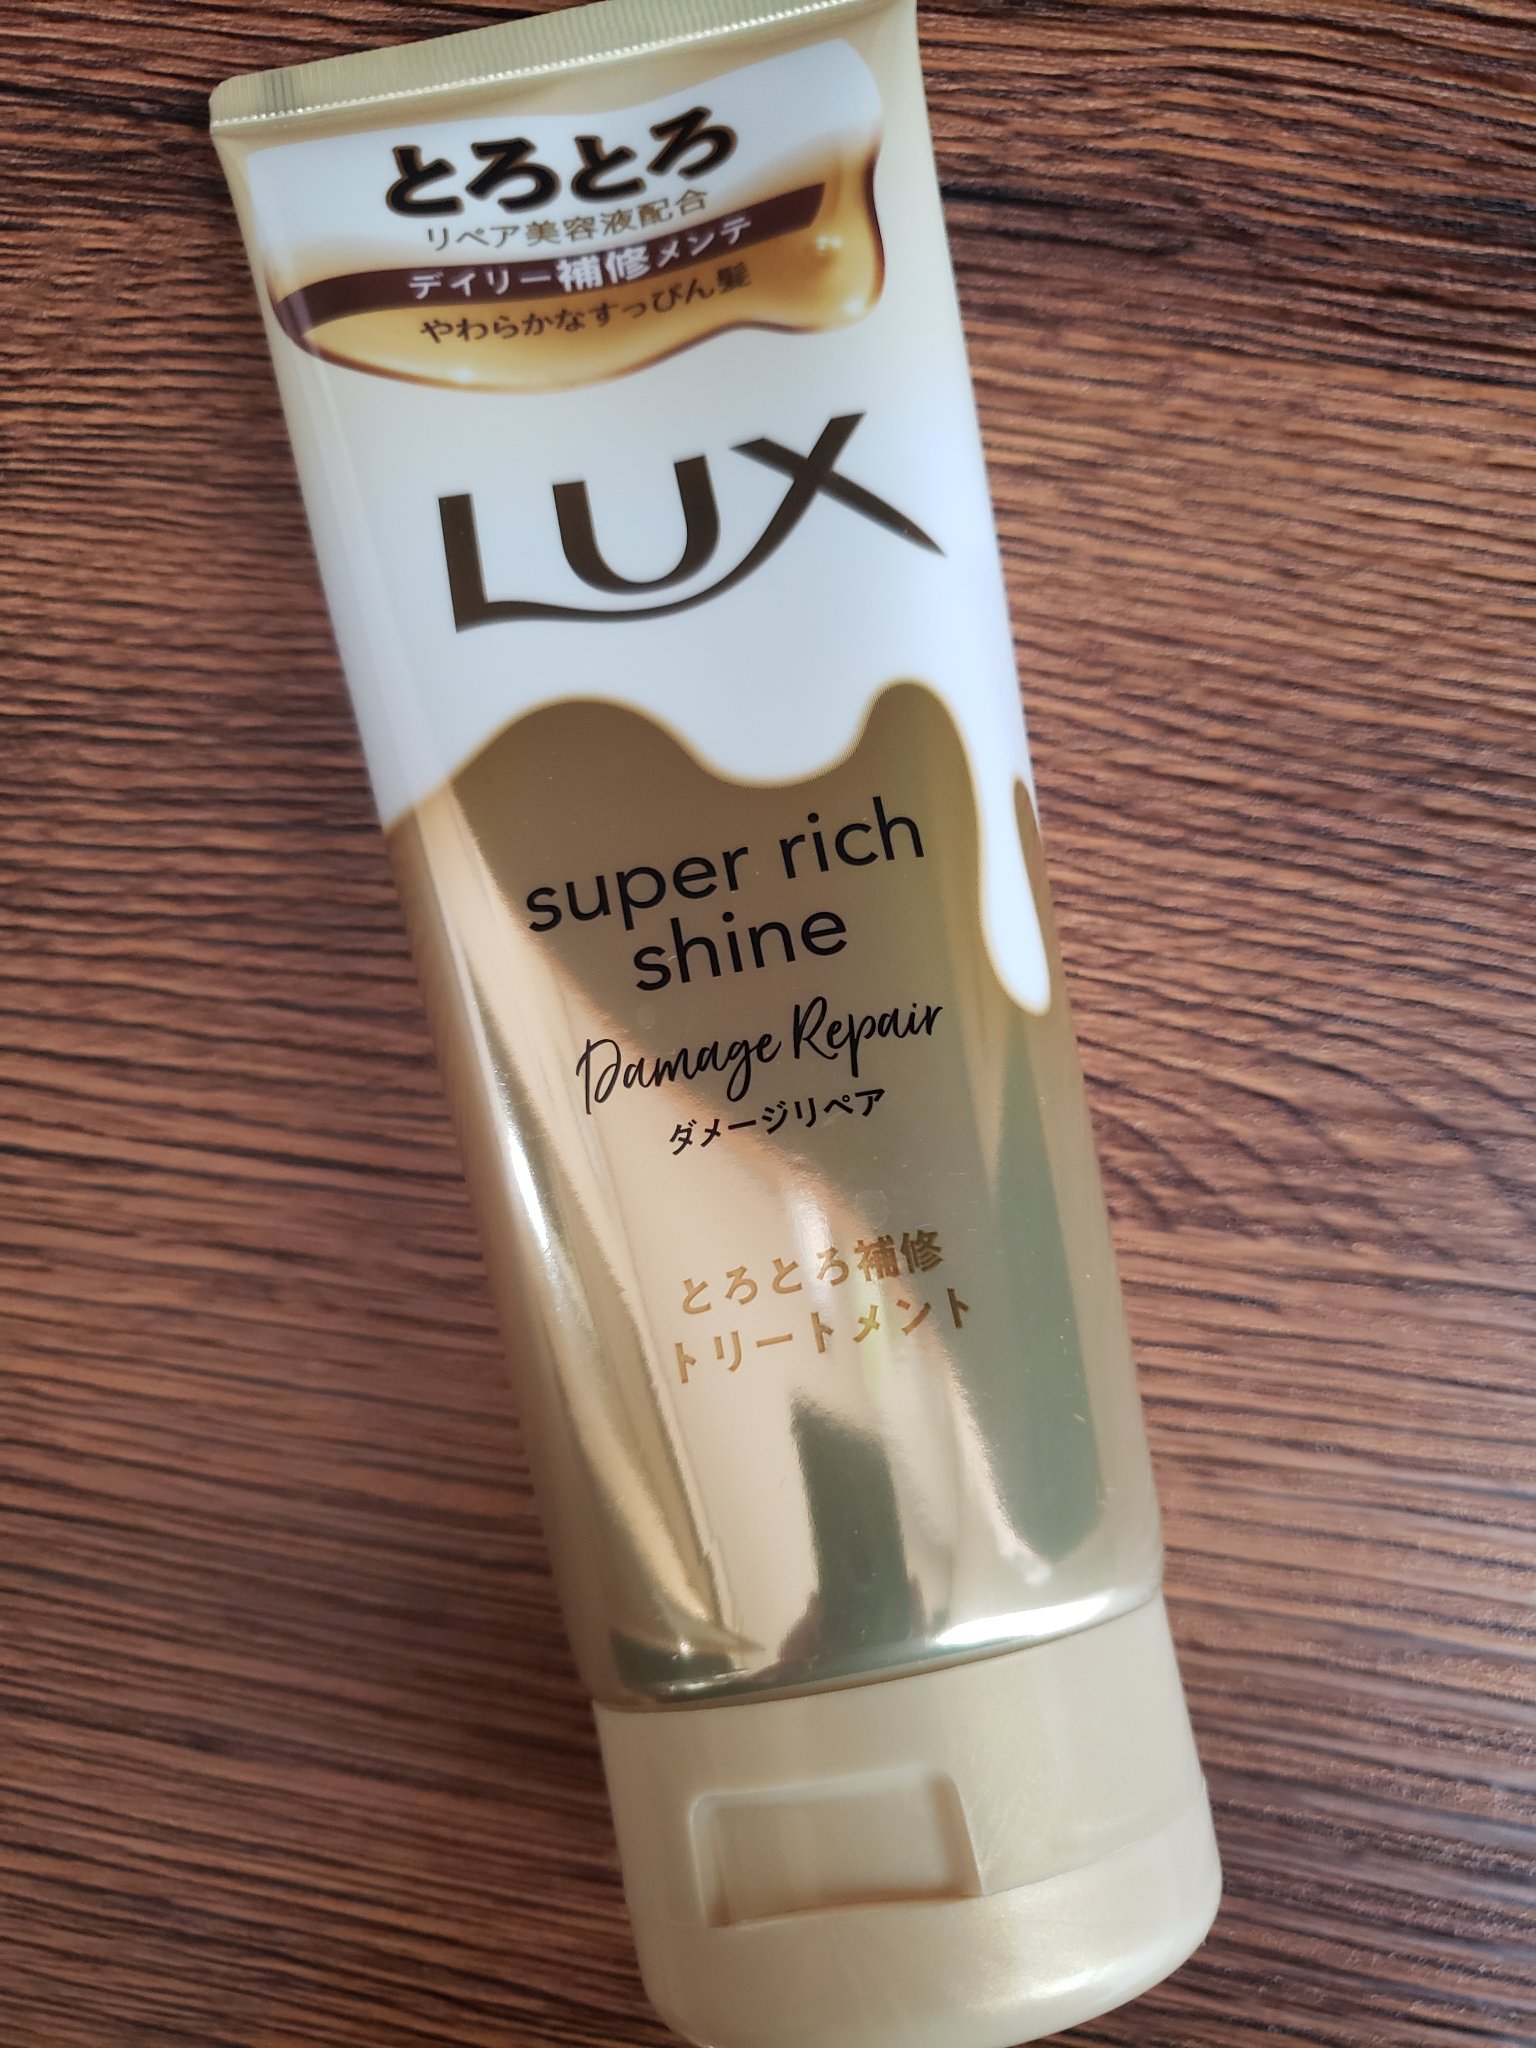 とろとろ
リペア美容液配合
デイリー補修メンテ
やわらかなすっぴん髪
LUX
super rich
shine
Damage Repair
ダメージリペア
とろとろ補修
トリートメント